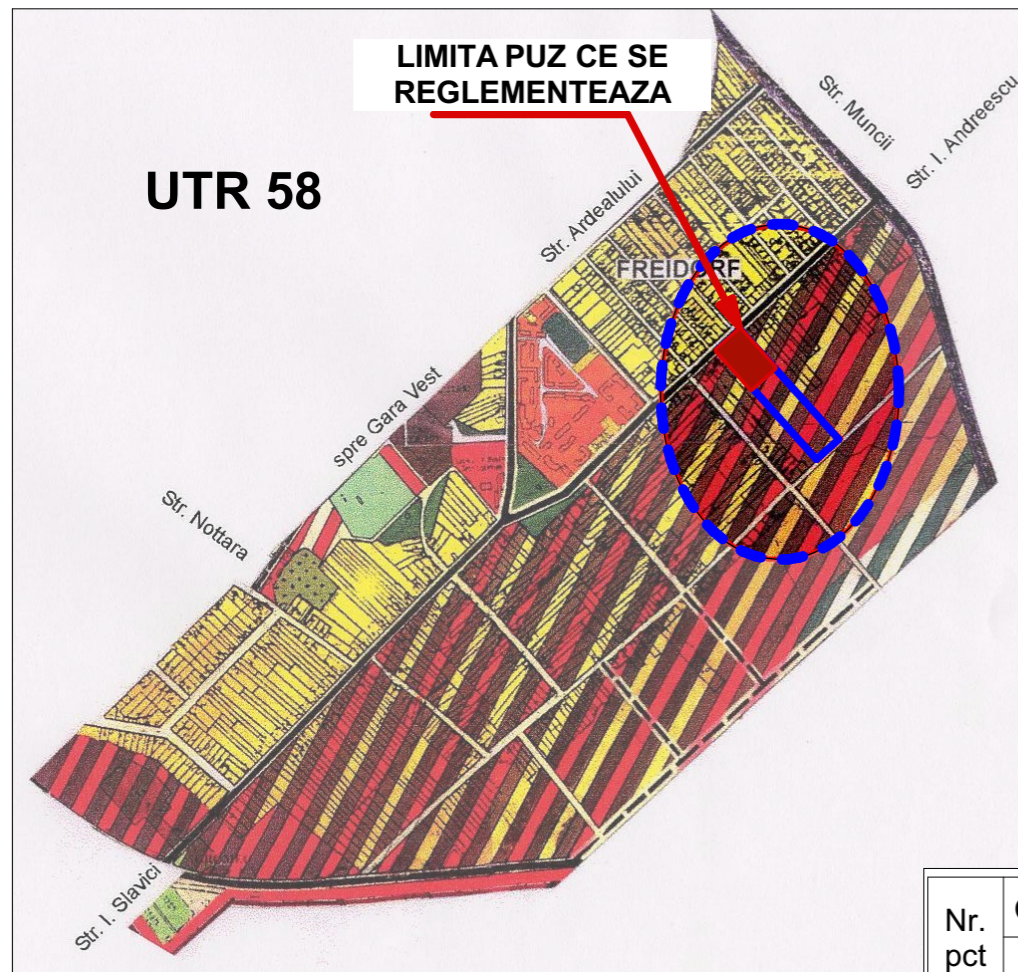 LIMITA PUZ CE SE
REGLEMENTEAZA
Str. Muncii
Str. I. Andreescu
UTR 58
Str. Ardealului
FREIDORF
spre Gara Vest
Str. Nottara
Str. I. Slavici
Nr.
pct